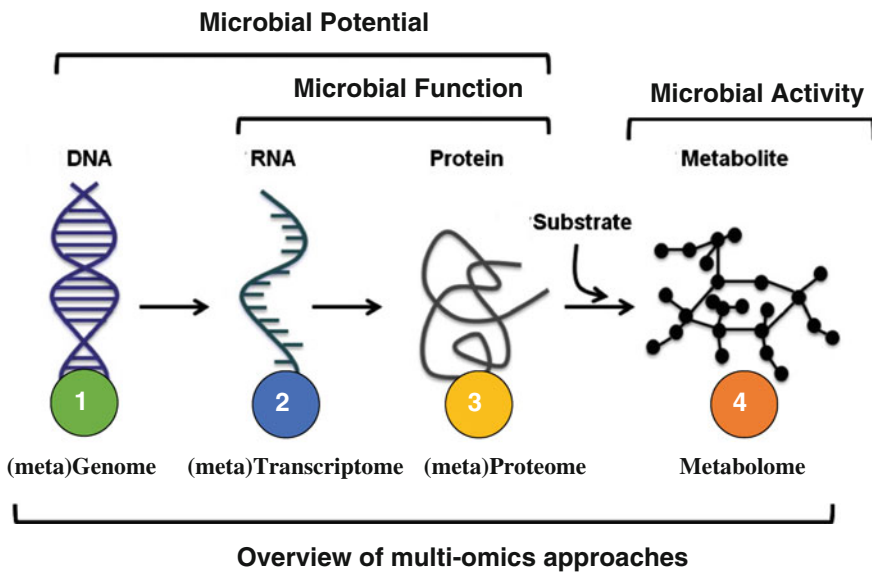 Microbial Potential
Microbial Function
Microbial Activity
DNA
RNA
Protein
Metabolite
Substrate
1
2
3
4
(meta)Genome
(meta)Transcriptome
(meta)Proteome
Metabolome
Overview of multi-omics approaches